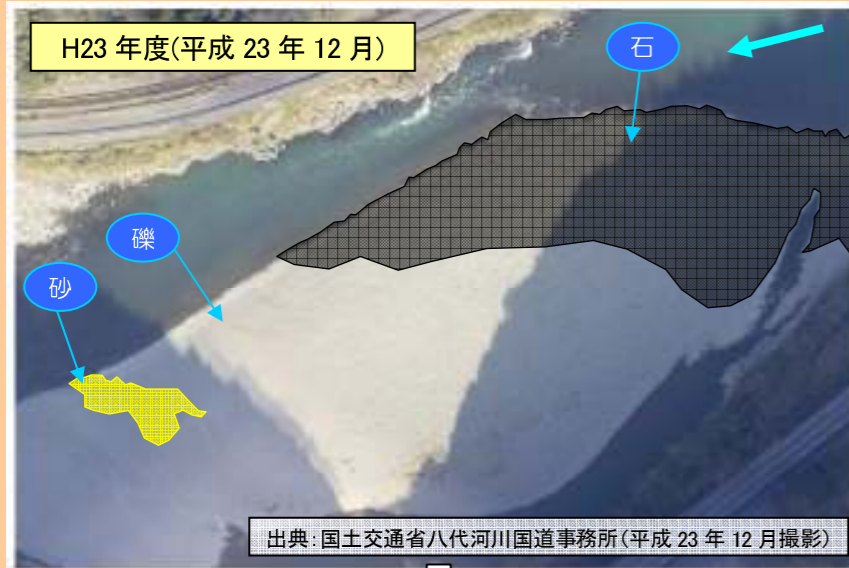 H23 年度(平成 23 年 12 月)
石
礫
砂
出典:国土交通省八代河川国道事務所(平成 23 年 12 月撮影)